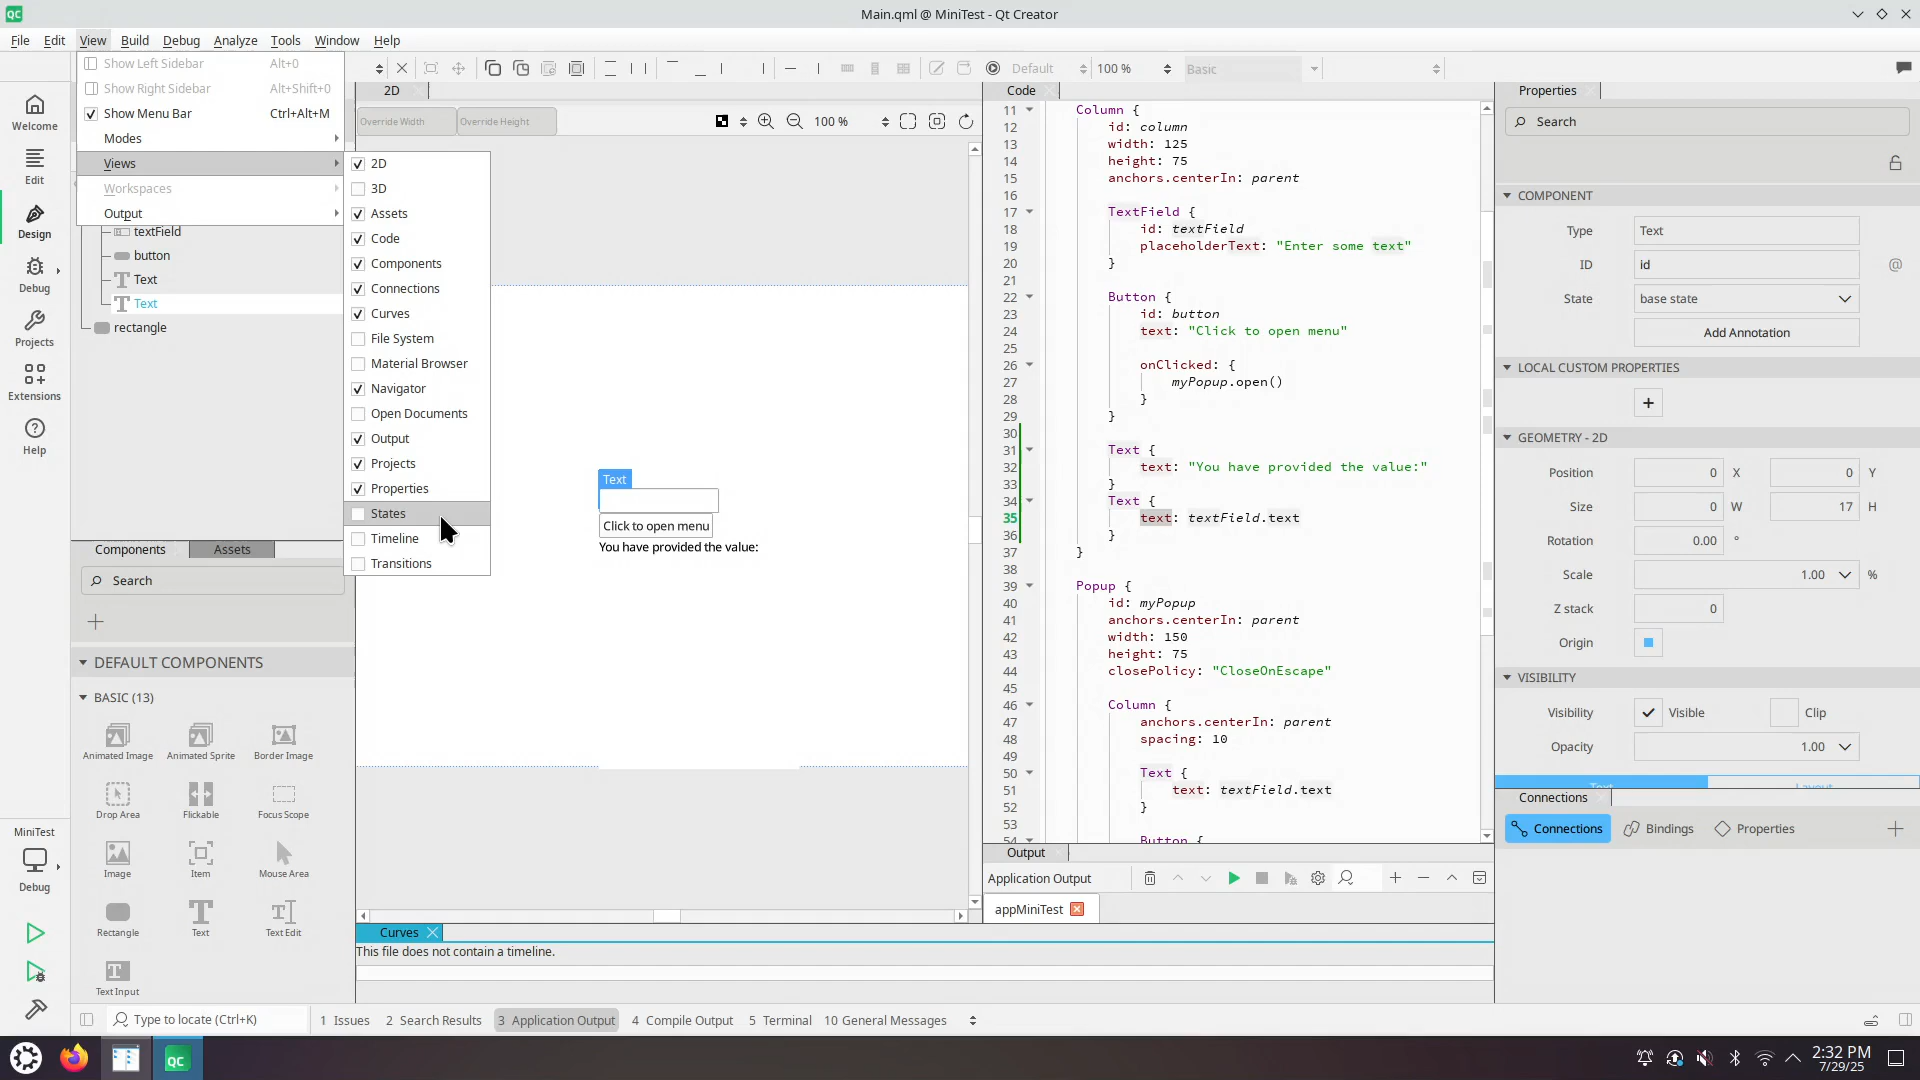 Main.qml @ MiniTest - Qt Creator
File Edit View Build Debug Analyze Tools Window Help
Show Left Sidebar Alt+0
Show Right Sidebar Alt+Shift+0
Show Menu Bar Ctrl+Alt+M
Modes
Views
Workspaces
Output
2D
3D
Assets
Code
Components
Connections
Curves
File System
Material Browser
Navigator
Open Documents
Output
Projects
Properties
States
Timeline
Transitions
Default
100 %
Basic
Welcome
Edit
Design
Debug
Projects
Extensions
Help
MiniTest
Debug
textField
button
Text
Text
rectangle
Components
Assets
Search
DEFAULT COMPONENTS
BASIC (13)
Animated Image
Animated Sprite
Border Image
Drop Area
Flickable
Focus Scope
Image
Item
Mouse Area
Rectangle
Text
Text Edit
Text Input
2D
Override Width
Override Height
100 %
Text
Click to open menu
You have provided the value:
Curves
This file does not contain a timeline.
Code
11 Column {
12 id: column
13 width: 125
14 height: 75
15 anchors.centerIn: parent
16
17 TextField {
18 id: textField
19 placeholderText: "Enter some text"
20 }
21
22 Button {
23 id: button
24 text: "Click to open menu"
25
26 onClicked: {
27 myPopup.open()
28 }
29 }
30
31 Text {
32 text: "You have provided the value:"
33 }
34 Text {
35 text: textField.text
36 }
37 }
38
39 Popup {
40 id: myPopup
41 anchors.centerIn: parent
42 width: 150
43 height: 75
44 closePolicy: "CloseOnEscape"
45
46 Column {
47 anchors.centerIn: parent
48 spacing: 10
49
50 Text {
51 text: textField.text
52 }
53
54 Button {
Output
Application Output
appMiniTest
Properties
Search
COMPONENT
Type Text
ID id
State base state
Add Annotation
LOCAL CUSTOM PROPERTIES
GEOMETRY - 2D
Position 0 X 0 Y
Size 0 W 17 H
Rotation 0.00 °
Scale 1.00 %
Z stack 0
Origin
VISIBILITY
Visibility Visible Clip
Opacity 1.00
Text Layout
Connections
Connections Bindings Properties
Type to locate (Ctrl+K)
1 Issues 2 Search Results 3 Application Output 4 Compile Output 5 Terminal 10 General Messages
QC
2:32 PM
7/29/25